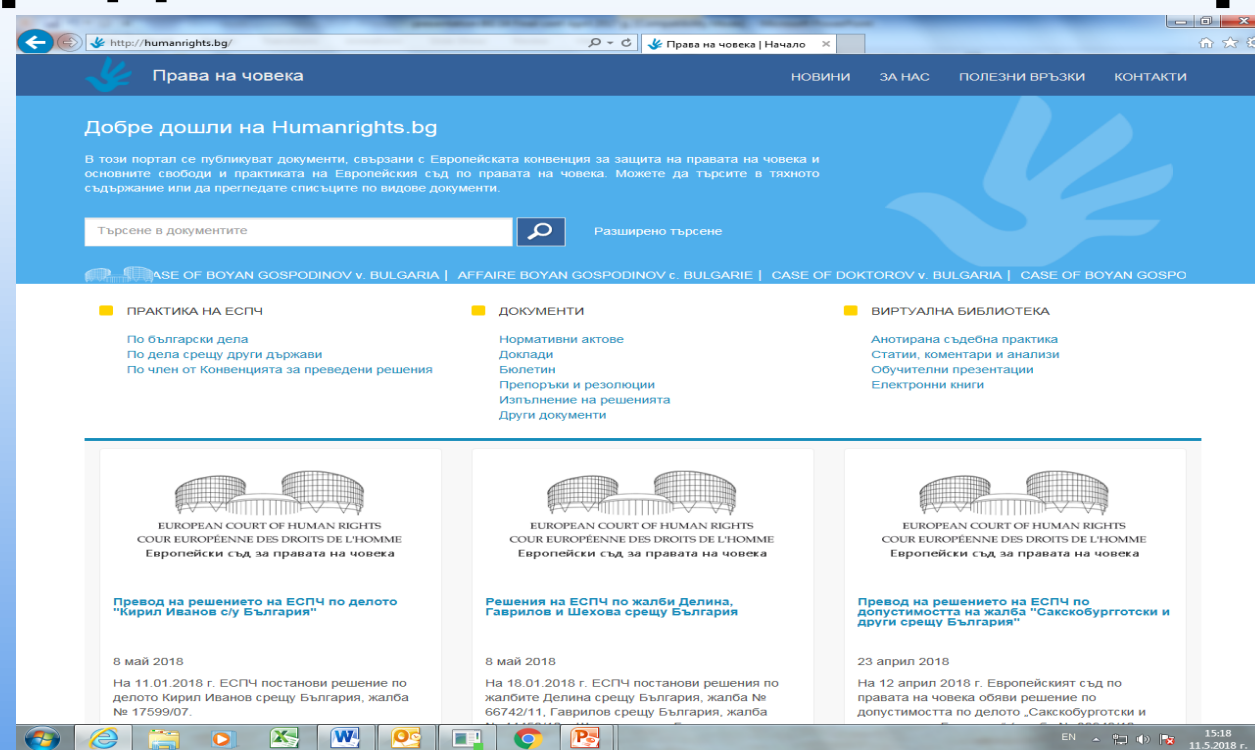 http://humanrights.bg/
Права на човека | Начало
Права на човека
НОВИНИ ЗА НАС ПОЛЕЗНИ ВРЪЗКИ КОНТАКТИ
Добре дошли на Humanrights.bg
В този портал се публикуват документи, свързани с Европейската конвенция за защита на правата на човека и
основните свободи и практиката на Европейския съд по правата на човека. Можете да търсите в тяхното
съдържание или да прегледате списъците по видове документи.
Търсене в документите
Разширено търсене
ASE OF BOYAN GOSPODINOV v. BULGARIA | AFFAIRE BOYAN GOSPODINOV c. BULGARIE | CASE OF DOKTOROV v. BULGARIA | CASE OF BOYAN GOSPO
ПРАКТИКА НА ЕСПЧ
По български дела
По дела срещу други държави
По член от Конвенцията за преведени решения
ДОКУМЕНТИ
Нормативни актове
Доклади
Бюлетин
Препоръки и резолюции
Изпълнение на решенията
Други документи
ВИРТУАЛНА БИБЛИОТЕКА
Анотирана съдебна практика
Статии, коментари и анализи
Обучителни презентации
Електронни книги
EUROPEAN COURT OF HUMAN RIGHTS
COUR EUROPÉENNE DES DROITS DE L'HOMME
Европейски съд за правата на човека
Превод на решението на ЕСПЧ по делото
"Кирил Иванов с/у България"
8 май 2018
На 11.01.2018 г. ЕСПЧ постанови решение по
делото Кирил Иванов срещу България, жалба
№ 17599/07.
EUROPEAN COURT OF HUMAN RIGHTS
COUR EUROPÉENNE DES DROITS DE L'HOMME
Европейски съд за правата на човека
Решения на ЕСПЧ по жалби Делина,
Гаврилов и Шехова срещу България
8 май 2018
На 18.01.2018 г. ЕСПЧ постанови решения по
жалбите Делина срещу България, жалба №
66742/11, Гаврилов срещу България, жалба
EUROPEAN COURT OF HUMAN RIGHTS
COUR EUROPÉENNE DES DROITS DE L'HOMME
Европейски съд за правата на човека
Превод на решението на ЕСПЧ по
допустимостта на жалба "Сакскобургготски и
други срещу България"
23 април 2018
На 12 април 2018 г. Европейският съд по
правата на човека обяви решение по
допустимостта по делото „Сакскобурготски и
EN
15:18
11.5.2018 г.